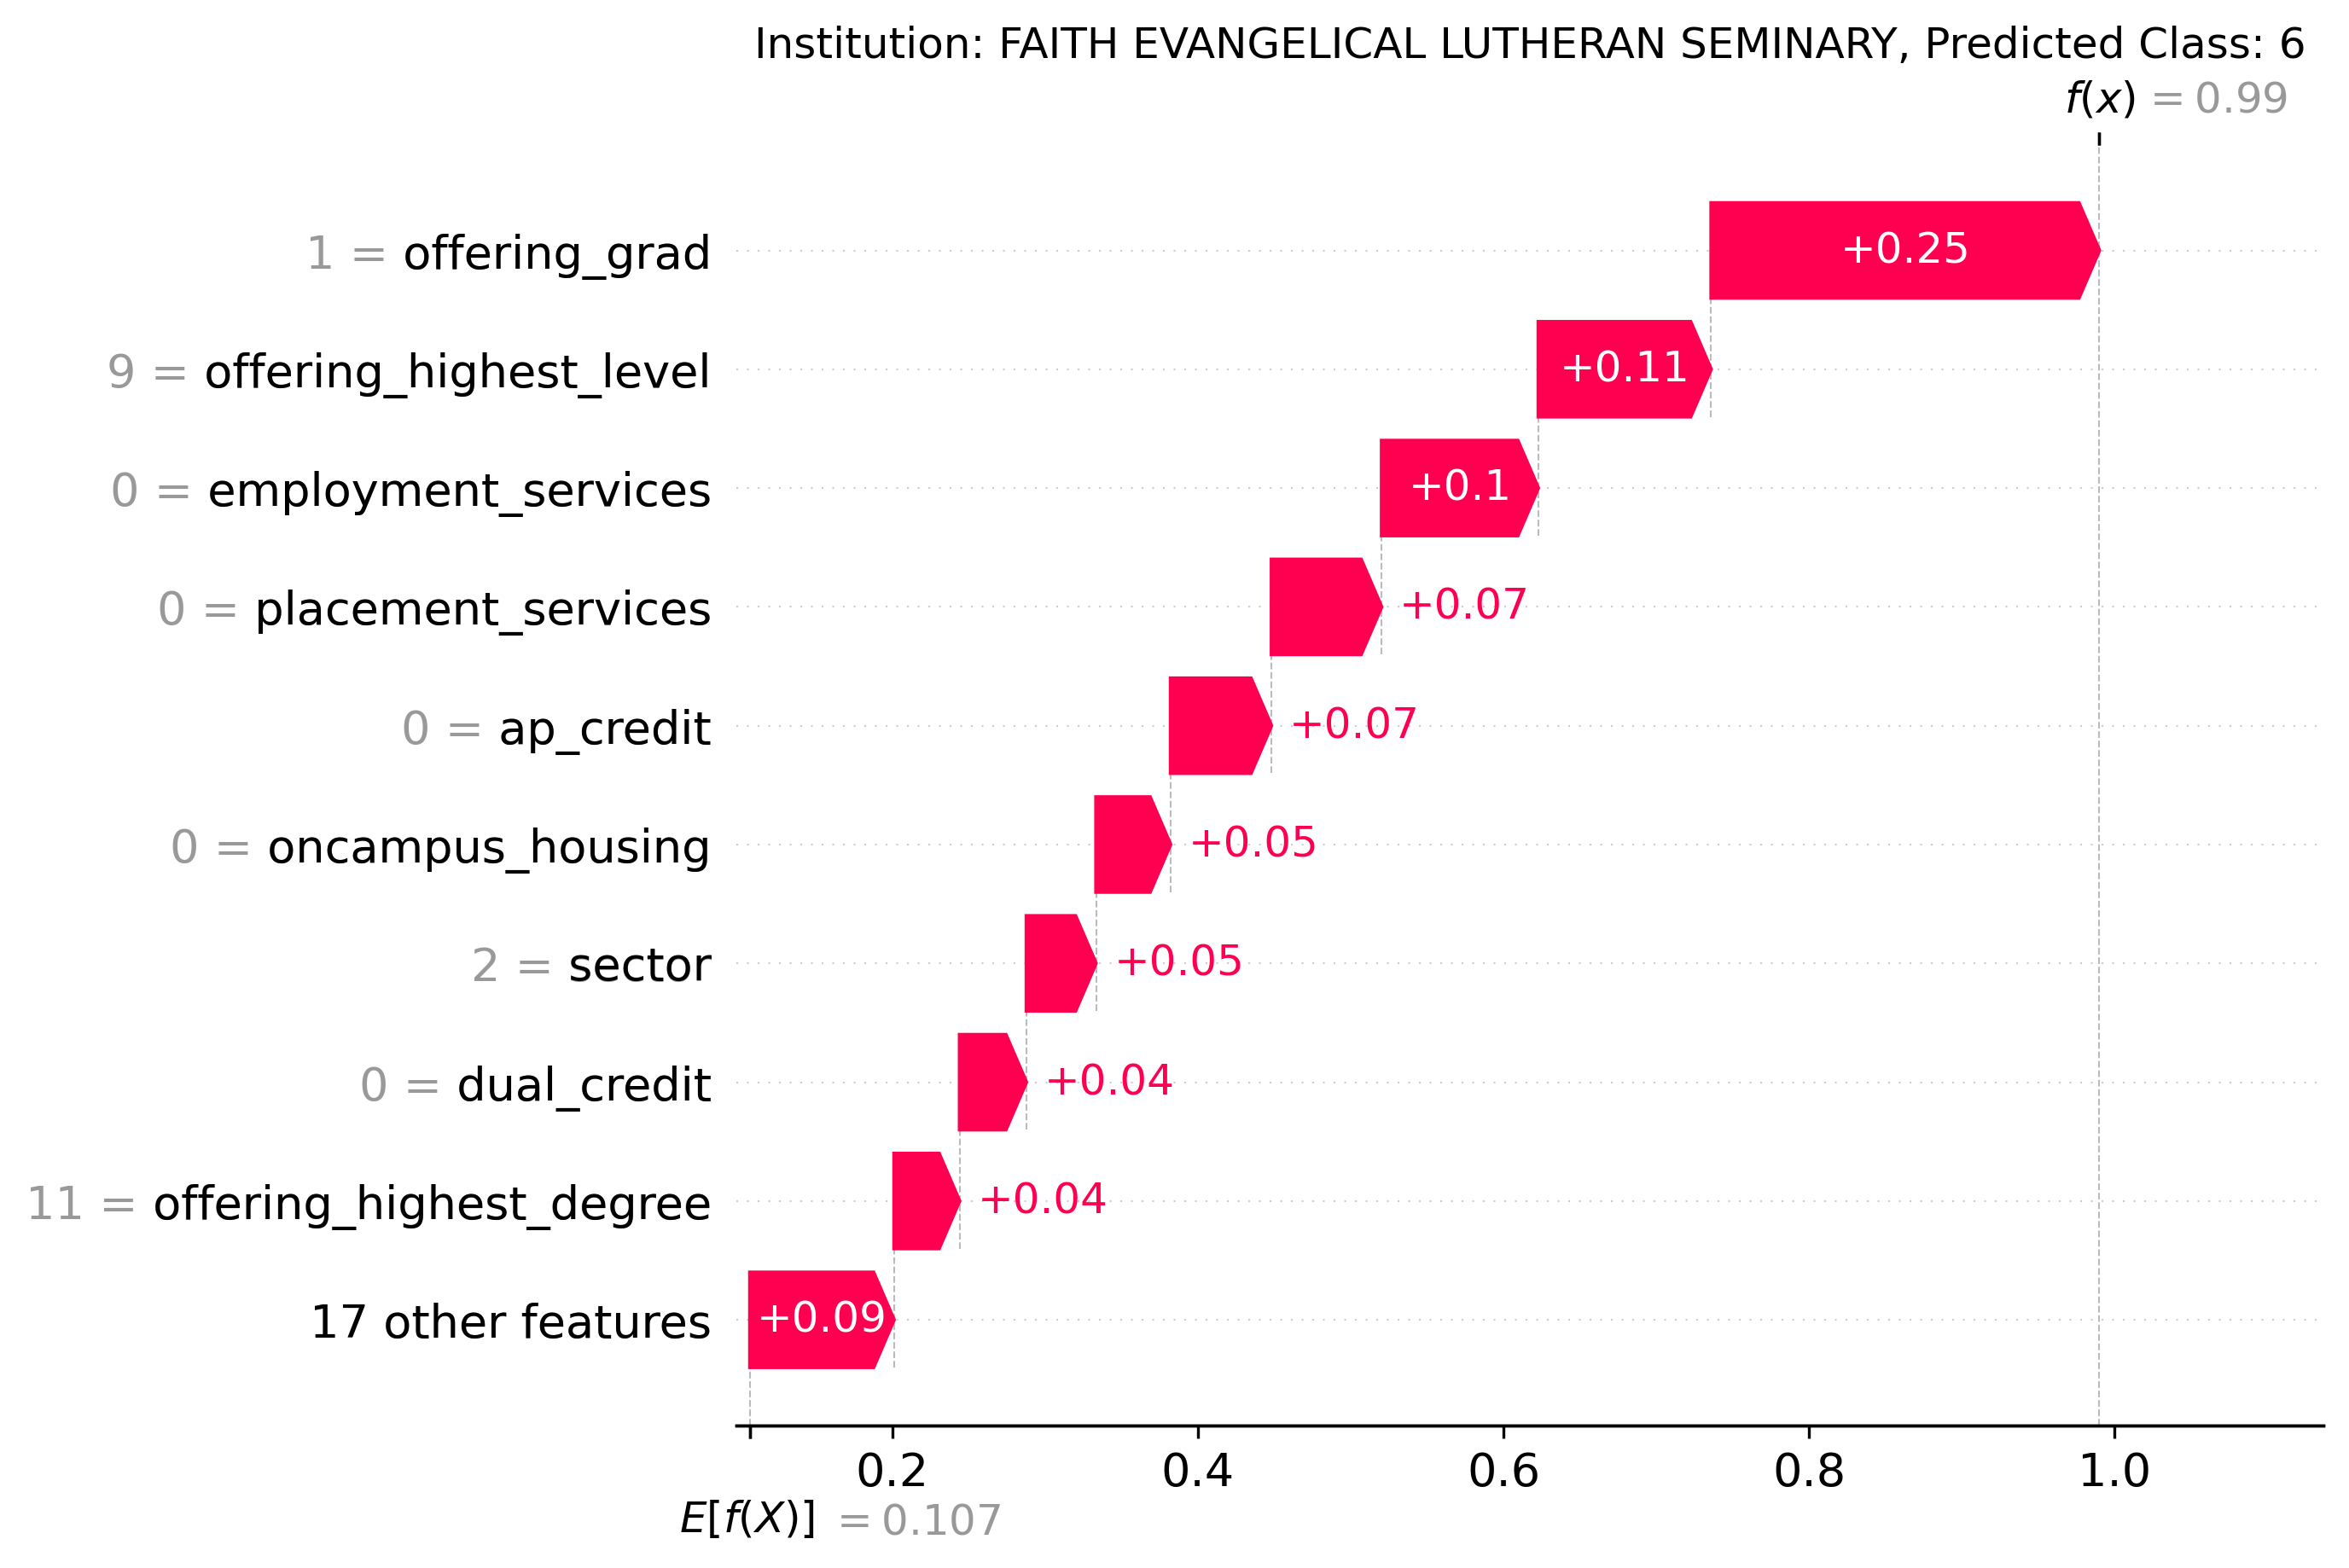 Institution: FAITH EVANGELICAL LUTHERAN SEMINARY, Predicted Class: 6
f(x) = 0.99
1 = offering_grad +0.25
9 = offering_highest_level +0.11
0 = employment_services +0.1
0 = placement_services +0.07
0 = ap_credit +0.07
0 = oncampus_housing +0.05
2 = sector +0.05
0 = dual_credit +0.04
11 = offering_highest_degree +0.04
17 other features +0.09
0.2 0.4 0.6 0.8 1.0
E[f(X)] = 0.107